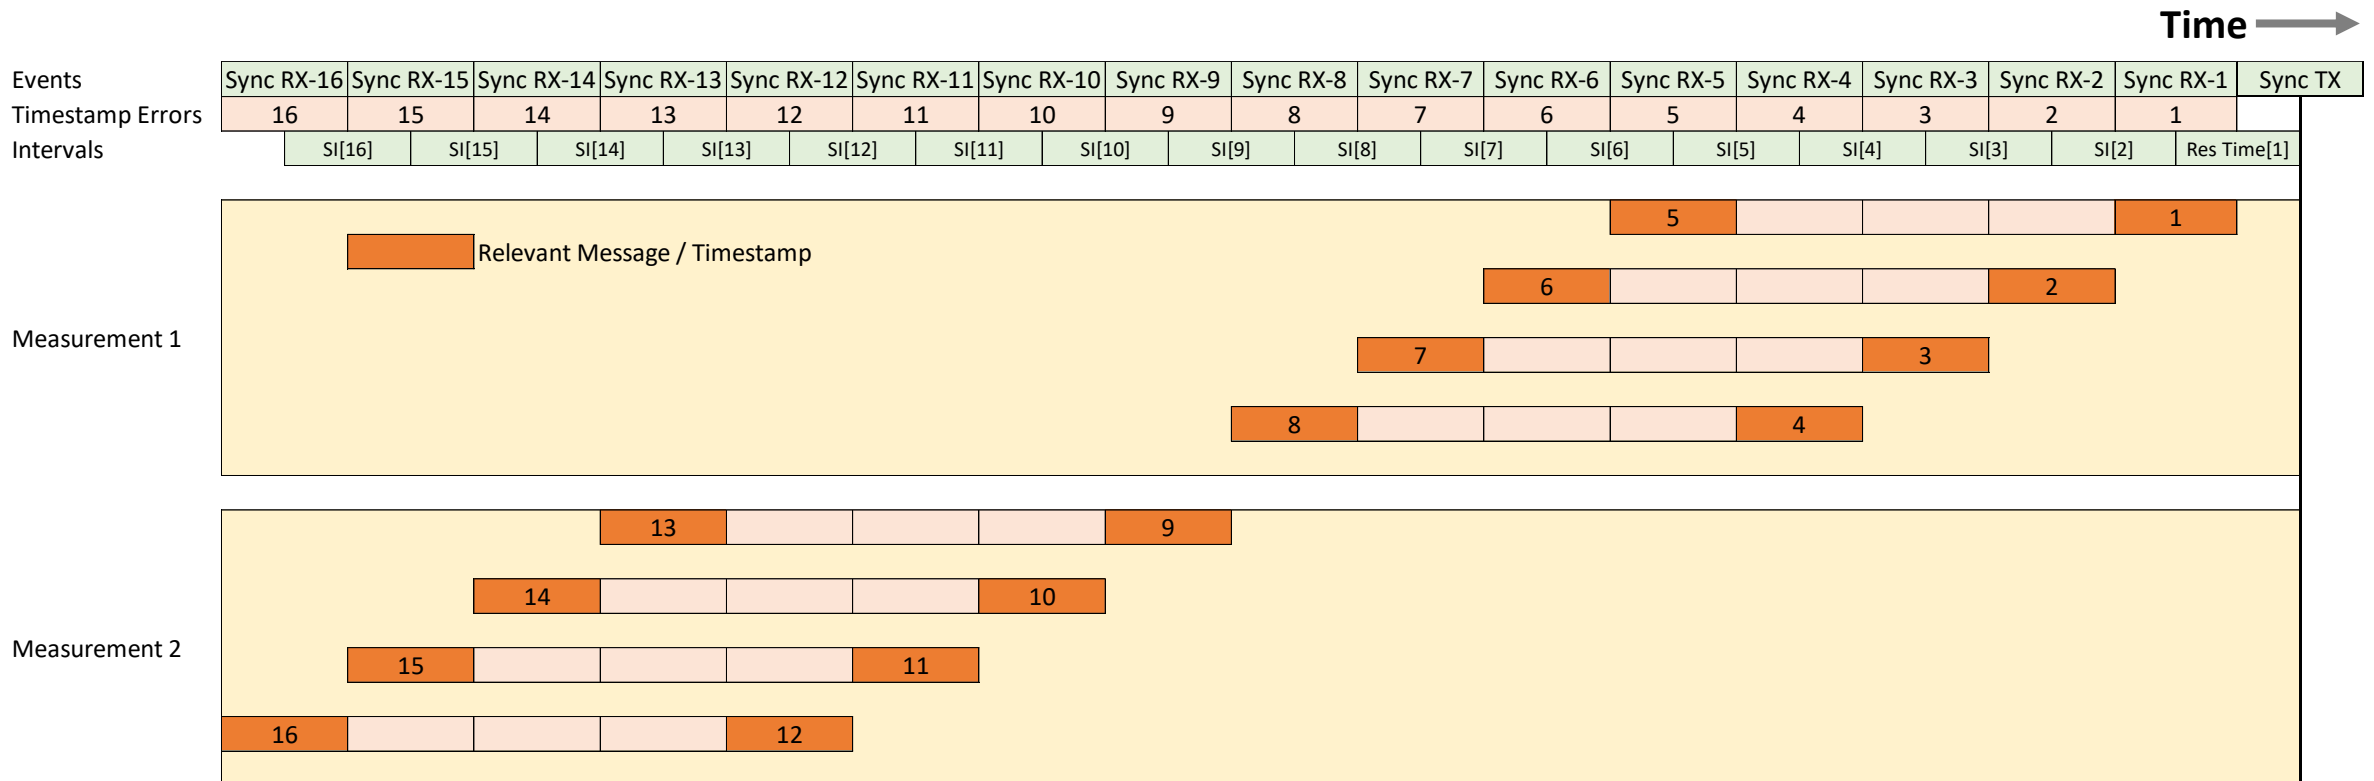 Time
Events Sync RX-16 Sync RX-15 Sync RX-14 Sync RX-13 Sync RX-12 Sync RX-11 Sync RX-10 Sync RX-9 Sync RX-8 Sync RX-7 Sync RX-6 Sync RX-5 Sync RX-4 Sync RX-3 Sync RX-2 Sync RX-1 Sync TX
Timestamp Errors 16 15 14 13 12 11 10 9 8 7 6 5 4 3 2 1
Intervals SI[16] SI[15] SI[14] SI[13] SI[12] SI[11] SI[10] SI[9] SI[8] SI[7] SI[6] SI[5] SI[4] SI[3] SI[2] Res Time[1]
5 1
Relevant Message / Timestamp
6 2
Measurement 1
7 3
8 4
13 9
14 10
Measurement 2
15 11
16 12